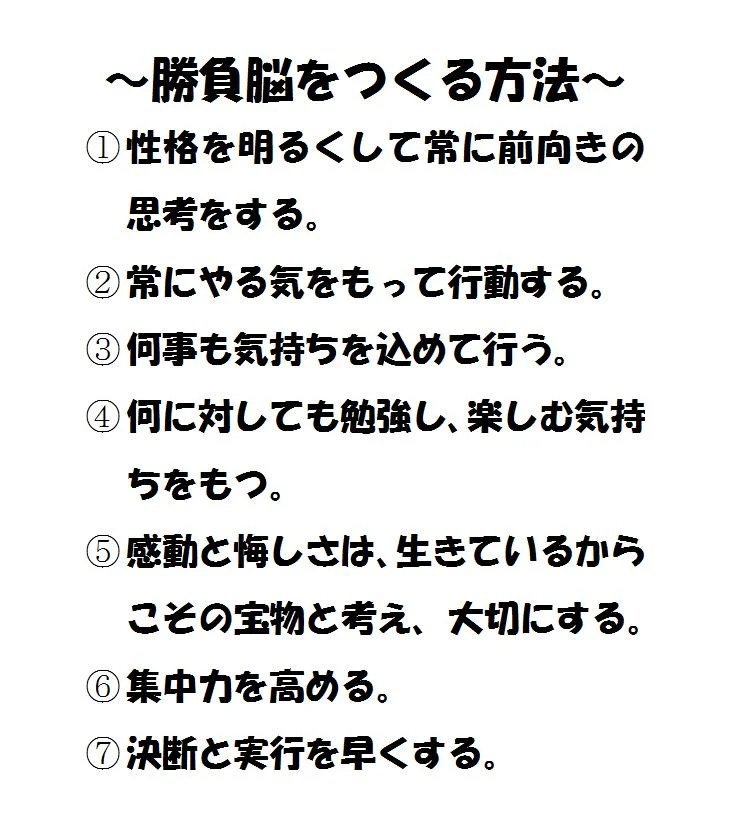 ～勝負脳をつくる方法～
①性格を明るくして常に前向きの
思考をする。
②常にやる気をもって行動する。
③何事も気持ちを込めて行う。
④何に対しても勉強し、楽しむ気持
ちをもつ。
⑤感動と悔しさは、生きているから
こその宝物と考え、大切にする。
⑥集中力を高める。
⑦決断と実行を早くする。